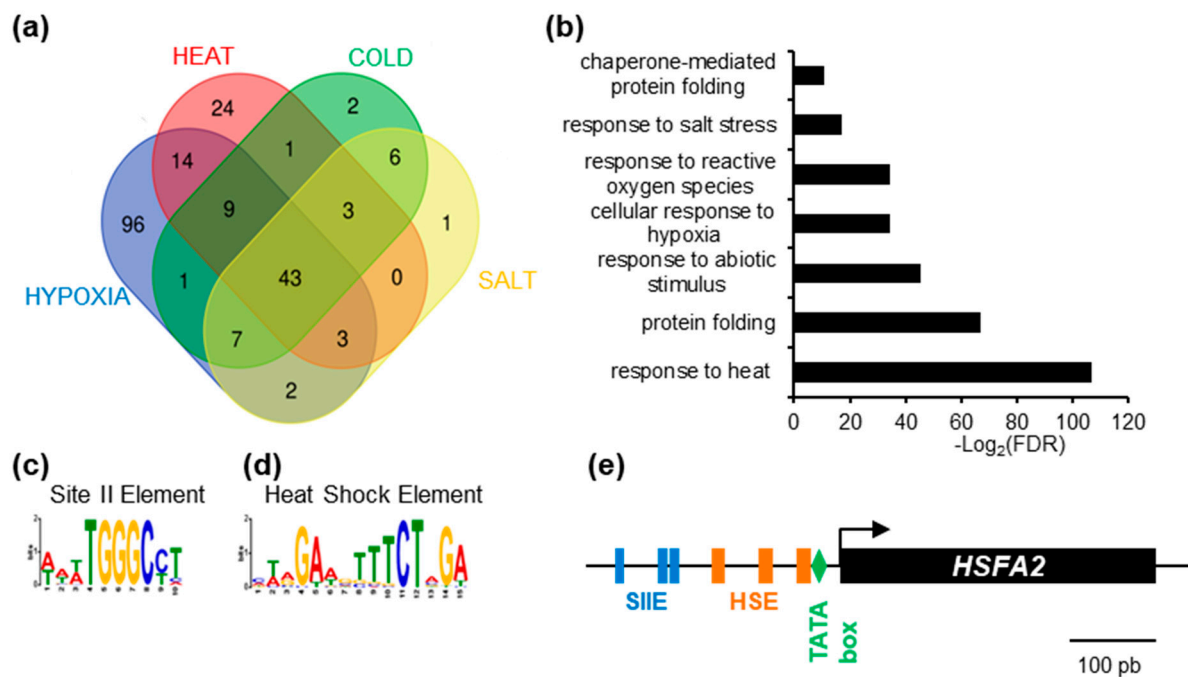 (a)
HEAT
COLD
24
2
14
1
6
96
9
3
1
HYPOXIA
1
43
0
SALT
7
3
2
(b)
chaperone-mediated
protein folding
response to salt stress
response to reactive
oxygen species
cellular response to
hypoxia
response to abiotic
stimulus
protein folding
response to heat
0 20 40 60 80 100 120
-Log2(FDR)
(c)
Site II Element
(d)
Heat Shock Element
(e)
HSFA2
SIIE
HSE
TATA
box
100 pb